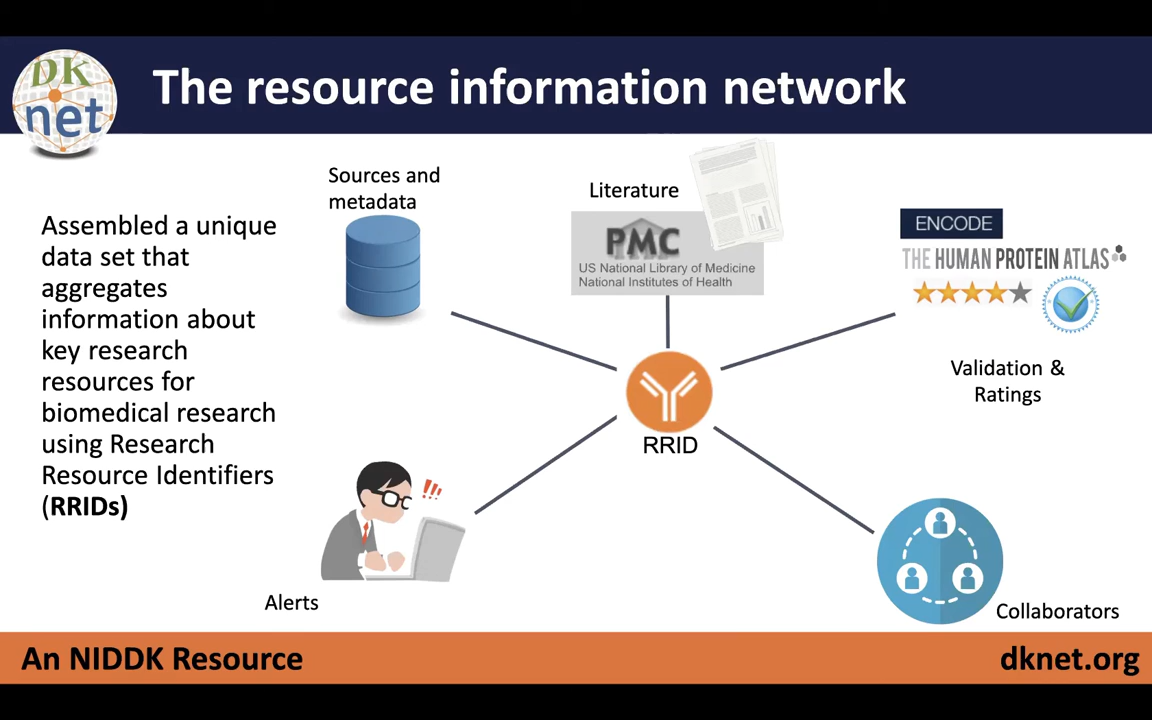 DK
net
The resource information network
Assembled a unique
data set that
aggregates
information about
key research
resources for
biomedical research
using Research
Resource Identifiers
(RRIDs)
Sources and
metadata
Literature
PMC
US National Library of Medicine
National Institutes of Health
ENCODE
THE HUMAN PROTEIN ATLAS
Validation &
Ratings
RRID
!!!
Alerts
Collaborators
An NIDDK Resource
dknet.org